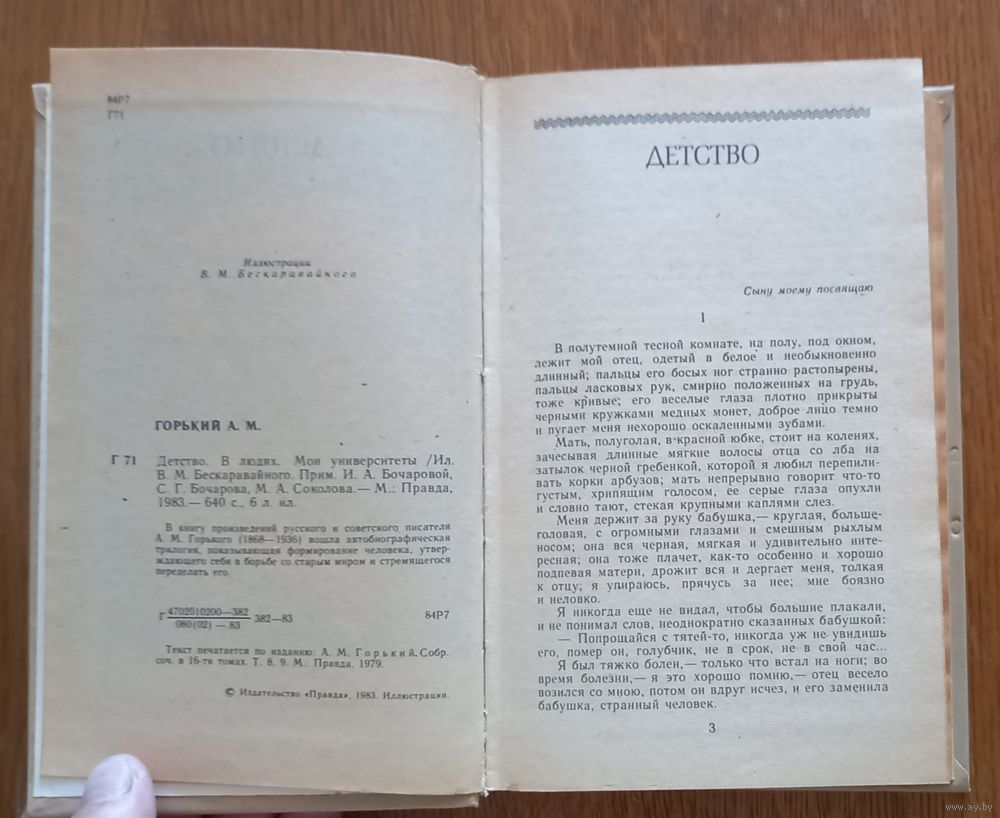 84Р7
Г71
Иллюстрации
В. М. Бескаравайного
ГОРЬКИЙ А. М.
Г 71 Детство. В людях. Мои университеты /Ил.
В. М. Бескаравайного. Прим. И. А. Бочаровой,
С. Г. Бочарова, М. А. Соколова.— М.: Правда,
1983.— 640 с., 6 л. ил.
В книгу произведений русского и советского писателя
А. М. Горького (1868—1936) вошла автобиографическая
трилогия, показывающая формирование человека, утвер-
ждающего себя в борьбе со старым миром и стремящегося
переделать его.
Г 4702010200—382
080(02) — 83
382—83
84Р7
Текст печатается по изданию: А. М. Горький. Собр.
соч. в 16-ти томах. Т. 8, 9. М.: Правда, 1979.
© Издательство «Правда», 1983. Иллюстрации.
ДЕТСТВО
Сыну моему посвящаю
I
В полутемной тесной комнате, на полу, под окном,
лежит мой отец, одетый в белое и необыкновенно
длинный; пальцы его босых ног странно растопырены,
пальцы ласковых рук, смирно положенных на грудь,
тоже кривые; его веселые глаза плотно прикрыты
черными кружками медных монет, доброе лицо темно
и пугает меня нехорошо оскаленными зубами.
Мать, полуголая, в красной юбке, стоит на коленях,
зачесывая длинные мягкие волосы отца со лба на
затылок черной гребенкой, которой я любил перепили-
вать корки арбузов; мать непрерывно говорит что-то
густым, хрипящим голосом, ее серые глаза опухли
и словно тают, стекая крупными каплями слез.
Меня держит за руку бабушка,— круглая, больше-
головая, с огромными глазами и смешным рыхлым
носом; она вся черная, мягкая и удивительно инте-
ресная; она тоже плачет, как-то особенно и хорошо
подпевая матери, дрожит вся и дергает меня, толкая
к отцу; я упираюсь, прячусь за нее; мне боязно
и неловко.
Я никогда еще не видал, чтобы большие плакали,
и не понимал слов, неоднократно сказанных бабушкой:
— Попрощайся с тятей-то, никогда уж не увидишь
его, помер он, голубчик, не в срок, не в свой час...
Я был тяжко болен,— только что встал на ноги; во
время болезни,— я это хорошо помню,— отец весело
возился со мною, потом он вдруг исчез, и его заменила
бабушка, странный человек.
3
www.ay.by